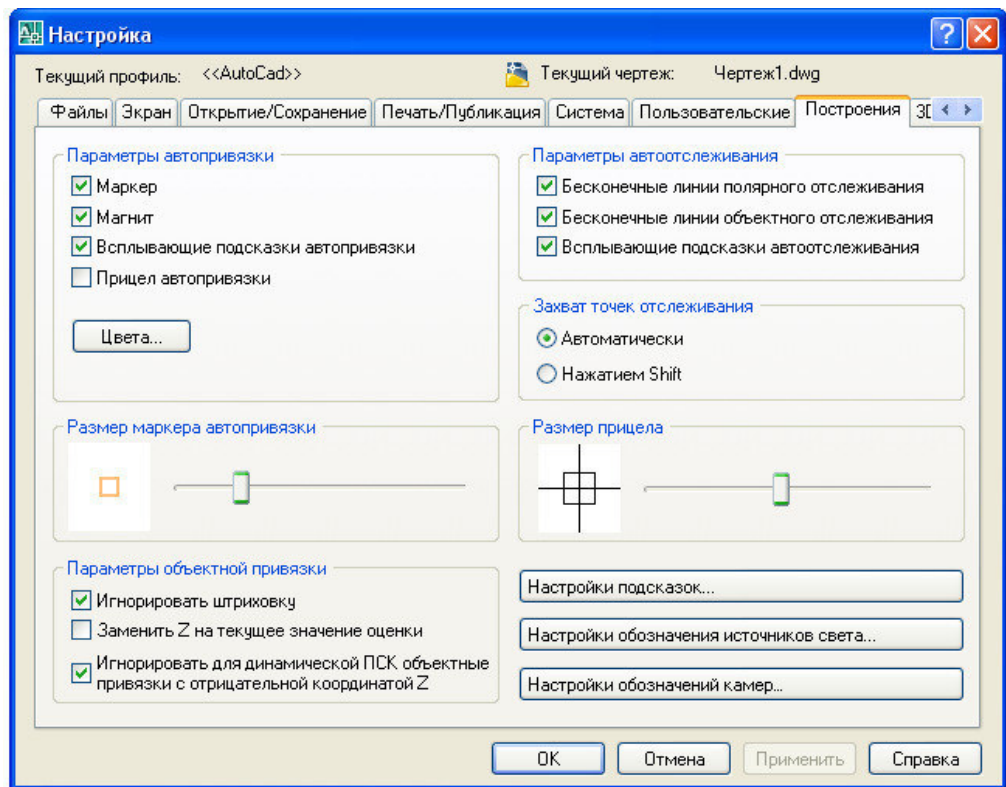 Настройка
Текущий профиль: <<AutoCad>> Текущий чертеж: Чертеж1.dwg
Файлы Экран Открытие/Сохранение Печать/Публикация Система Пользовательские Построения 3D
Параметры автопривязки
Маркер
Магнит
Всплывающие подсказки автопривязки
Прицел автопривязки
Цвета...
Параметры автоотслеживания
Бесконечные линии полярного отслеживания
Бесконечные линии объектного отслеживания
Всплывающие подсказки автоотслеживания
Захват точек отслеживания
Автоматически
Нажатием Shift
Размер маркера автопривязки
Размер прицела
Параметры объектной привязки
Игнорировать штриховку
Заменить Z на текущее значение оценки
Игнорировать для динамической ПСК объектные
привязки с отрицательной координатой Z
Настройки подсказок...
Настройки обозначения источников света...
Настройки обозначений камер...
OK Отмена Применить Справка